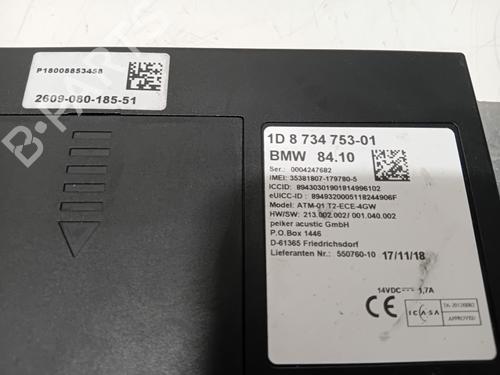 P18008853458
2609-080-185-51
1D 8 734 753-01
BMW 84.10
Ser.: 0004247682
IMEI: 35381807-179780-5
ICCID: 89430301901814996102
eUICC-ID : 8949320005118244906F
Model: ATM-01 T2-ECE-4GW
HW/SW: 213.002.002/ 001.040.002
peiker acustic GmbH
P.O.Box 1446
D-61365 Friedrichsdorf
Lieferanten Nr.: 550760-10 17/11/18
14VDC 1,7A
CE
ICASA
APPROVED
B-Parts